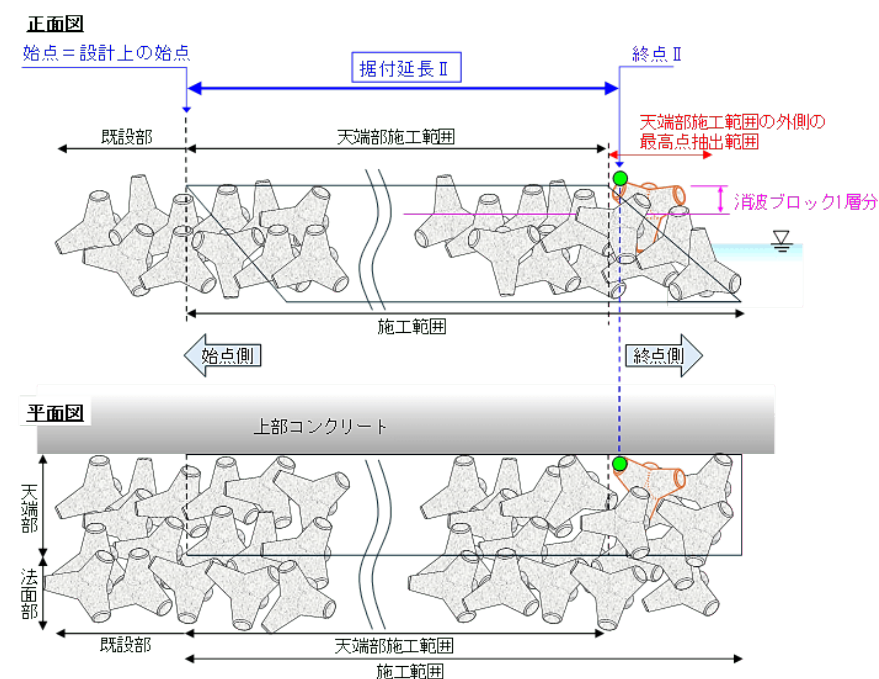 正面図
始点＝設計上の始点
据付延長Ⅱ
終点Ⅱ
既設部
天端部施工範囲
天端部施工範囲の外側の
最高点抽出範囲
消波ブロック1層分
施工範囲
始点側
終点側
平面図
上部コンクリート
天端部
法面部
既設部
天端部施工範囲
施工範囲